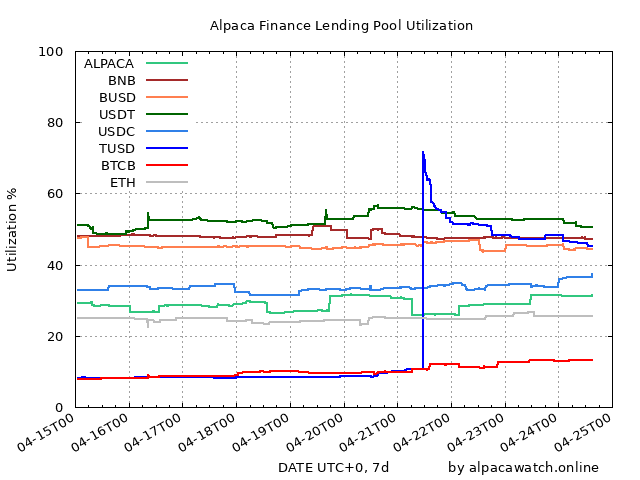 Alpaca Finance Lending Pool Utilization
100
80
60
40
20
0
Utilization %
ALPACA
BNB
BUSD
USDT
USDC
TUSD
BTCB
ETH
04-15T00
04-16T00
04-17T00
04-18T00
04-19T00
04-20T00
04-21T00
04-22T00
04-23T00
04-24T00
04-25T00
DATE UTC+0, 7d
by alpacawatch.online